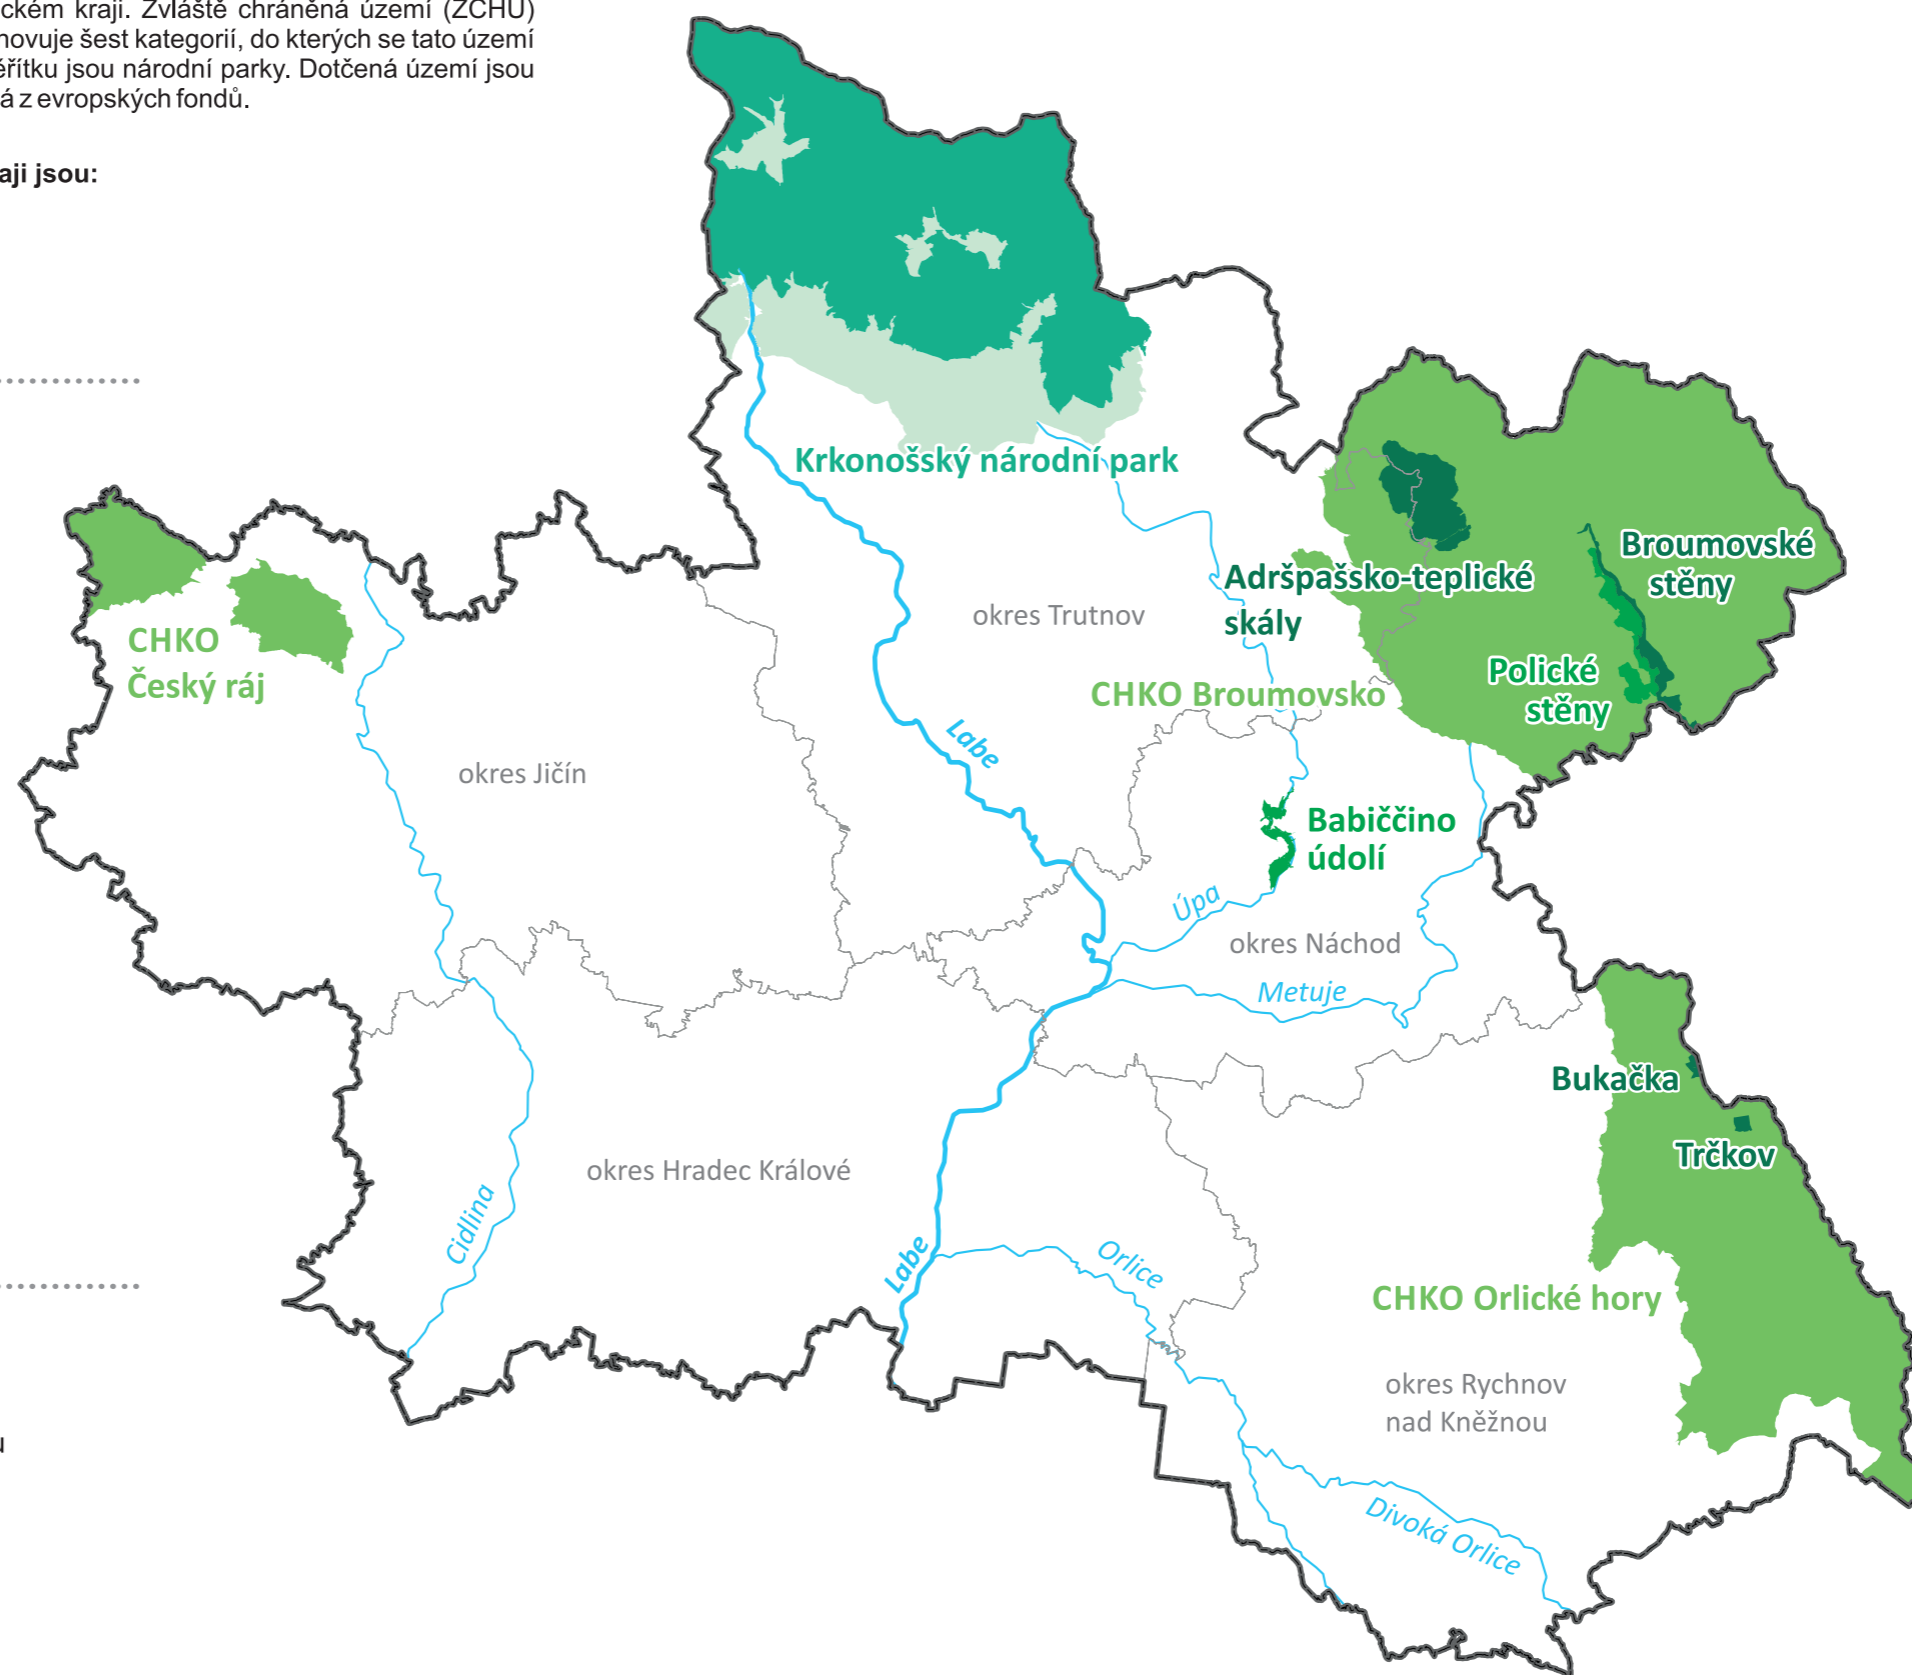 ckém kraji. Zvláště chráněná území (ZCHÚ)
novuje šest kategorií, do kterých se tato území
ěřítku jsou národní parky. Dotčená území jsou
á z evropských fondů.
aji jsou:
Krkonošský národní park
Broumovské
stěny
Adršpašsko-teplické
skály
okres Trutnov
CHKO
Český ráj
Polické
stěny
CHKO Broumovsko
Labe
okres Jičín
Babiččino
údolí
Úpa
okres Náchod
Metuje
Bukačka
Trčkov
okres Hradec Králové
Cidlina
Labe
Orlice
CHKO Orlické hory
okres Rychnov
nad Kněžnou
Divoká Orlice